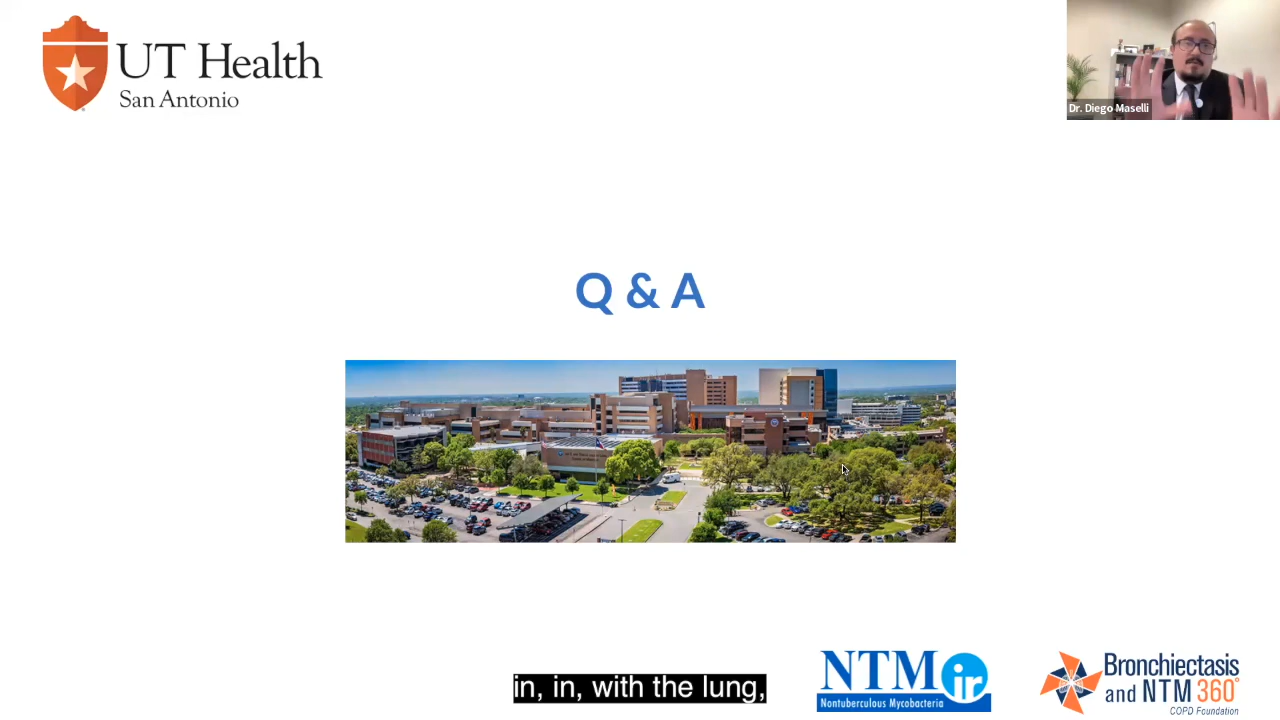 UT Health
San Antonio
Dr. Diego Maselli
Q & A
in, in, with the lung,
NTM ir
Nontuberculous Mycobacteria
Bronchiectasis
and NTM 360°
COPD Foundation